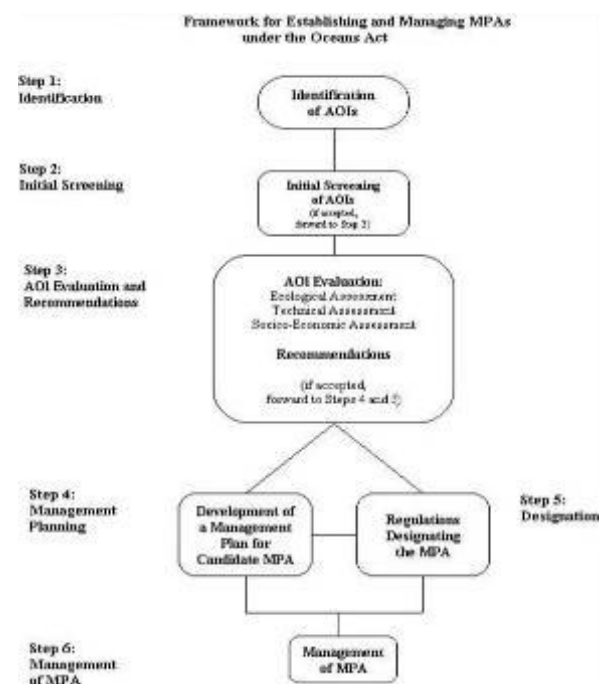 Framework for Establishing and Managing MPAs
under the Oceans Act
Step 1:
Identification
Identification
of AOIs
Step 2:
Initial Screening
Initial Screening
of AOIs
(if accepted,
forward to Step 3)
Step 3:
AOI Evaluation and
Recommendations
AOI Evaluation:
Ecological Assessment
Technical Assessment
Socio-Economic Assessment
Recommendations
(if accepted,
forward to Steps 4 and 5)
Step 4:
Management
Planning
Development of
a Management
Plan for
Candidate MPA
Regulations
Designating
the MPA
Step 5:
Designation
Step 6:
Management
of MPA
Management
of MPA